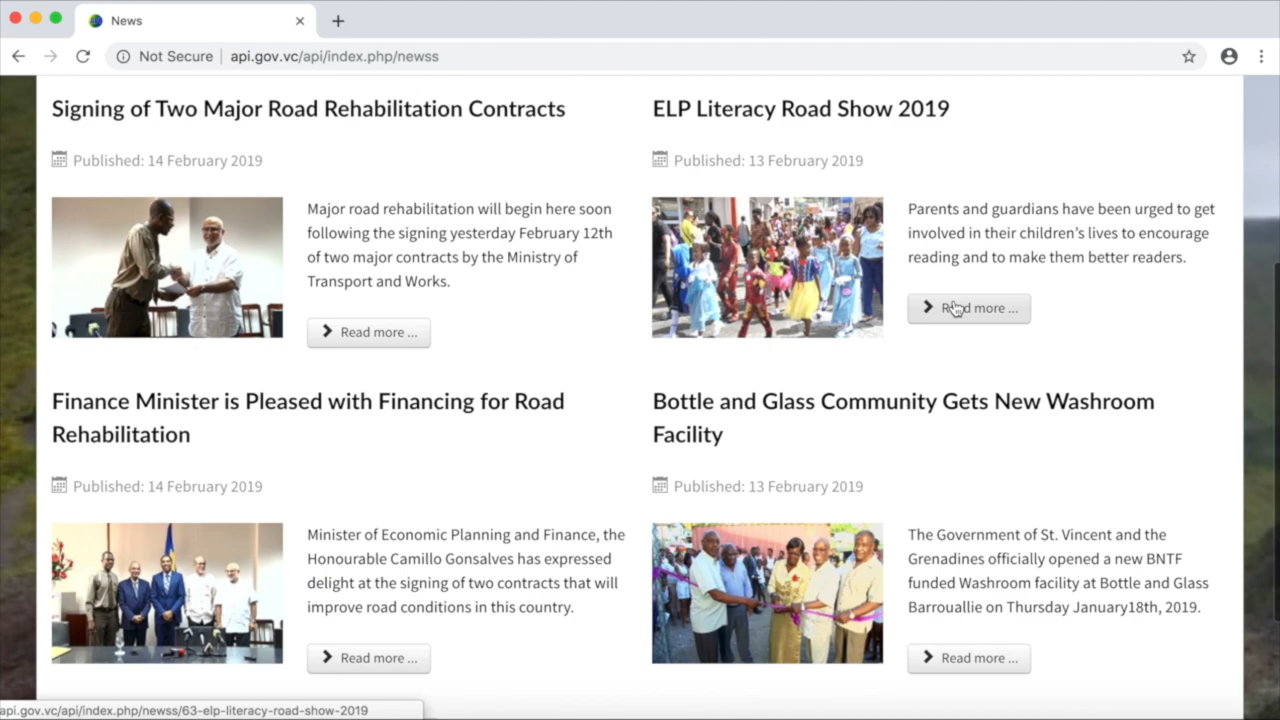 News
Not Secure
api.gov.vc/api/index.php/newss
Signing of Two Major Road Rehabilitation Contracts
Published: 14 February 2019
Major road rehabilitation will begin here soon
following the signing yesterday February 12th
of two major contracts by the Ministry of
Transport and Works.
Read more ...
ELP Literacy Road Show 2019
Published: 13 February 2019
Parents and guardians have been urged to get
involved in their children's lives to encourage
reading and to make them better readers.
Read more ...
Finance Minister is Pleased with Financing for Road
Rehabilitation
Published: 14 February 2019
Minister of Economic Planning and Finance, the
Honourable Camillo Gonsalves has expressed
delight at the signing of two contracts that will
improve road conditions in this country.
Read more ...
Bottle and Glass Community Gets New Washroom
Facility
Published: 13 February 2019
The Government of St. Vincent and the
Grenadines officially opened a new BNTF
funded Washroom facility at Bottle and Glass
Barrouallie on Thursday January18th, 2019.
Read more ...
api.gov.vc/api/index.php/newss/63-elp-literacy-road-show-2019